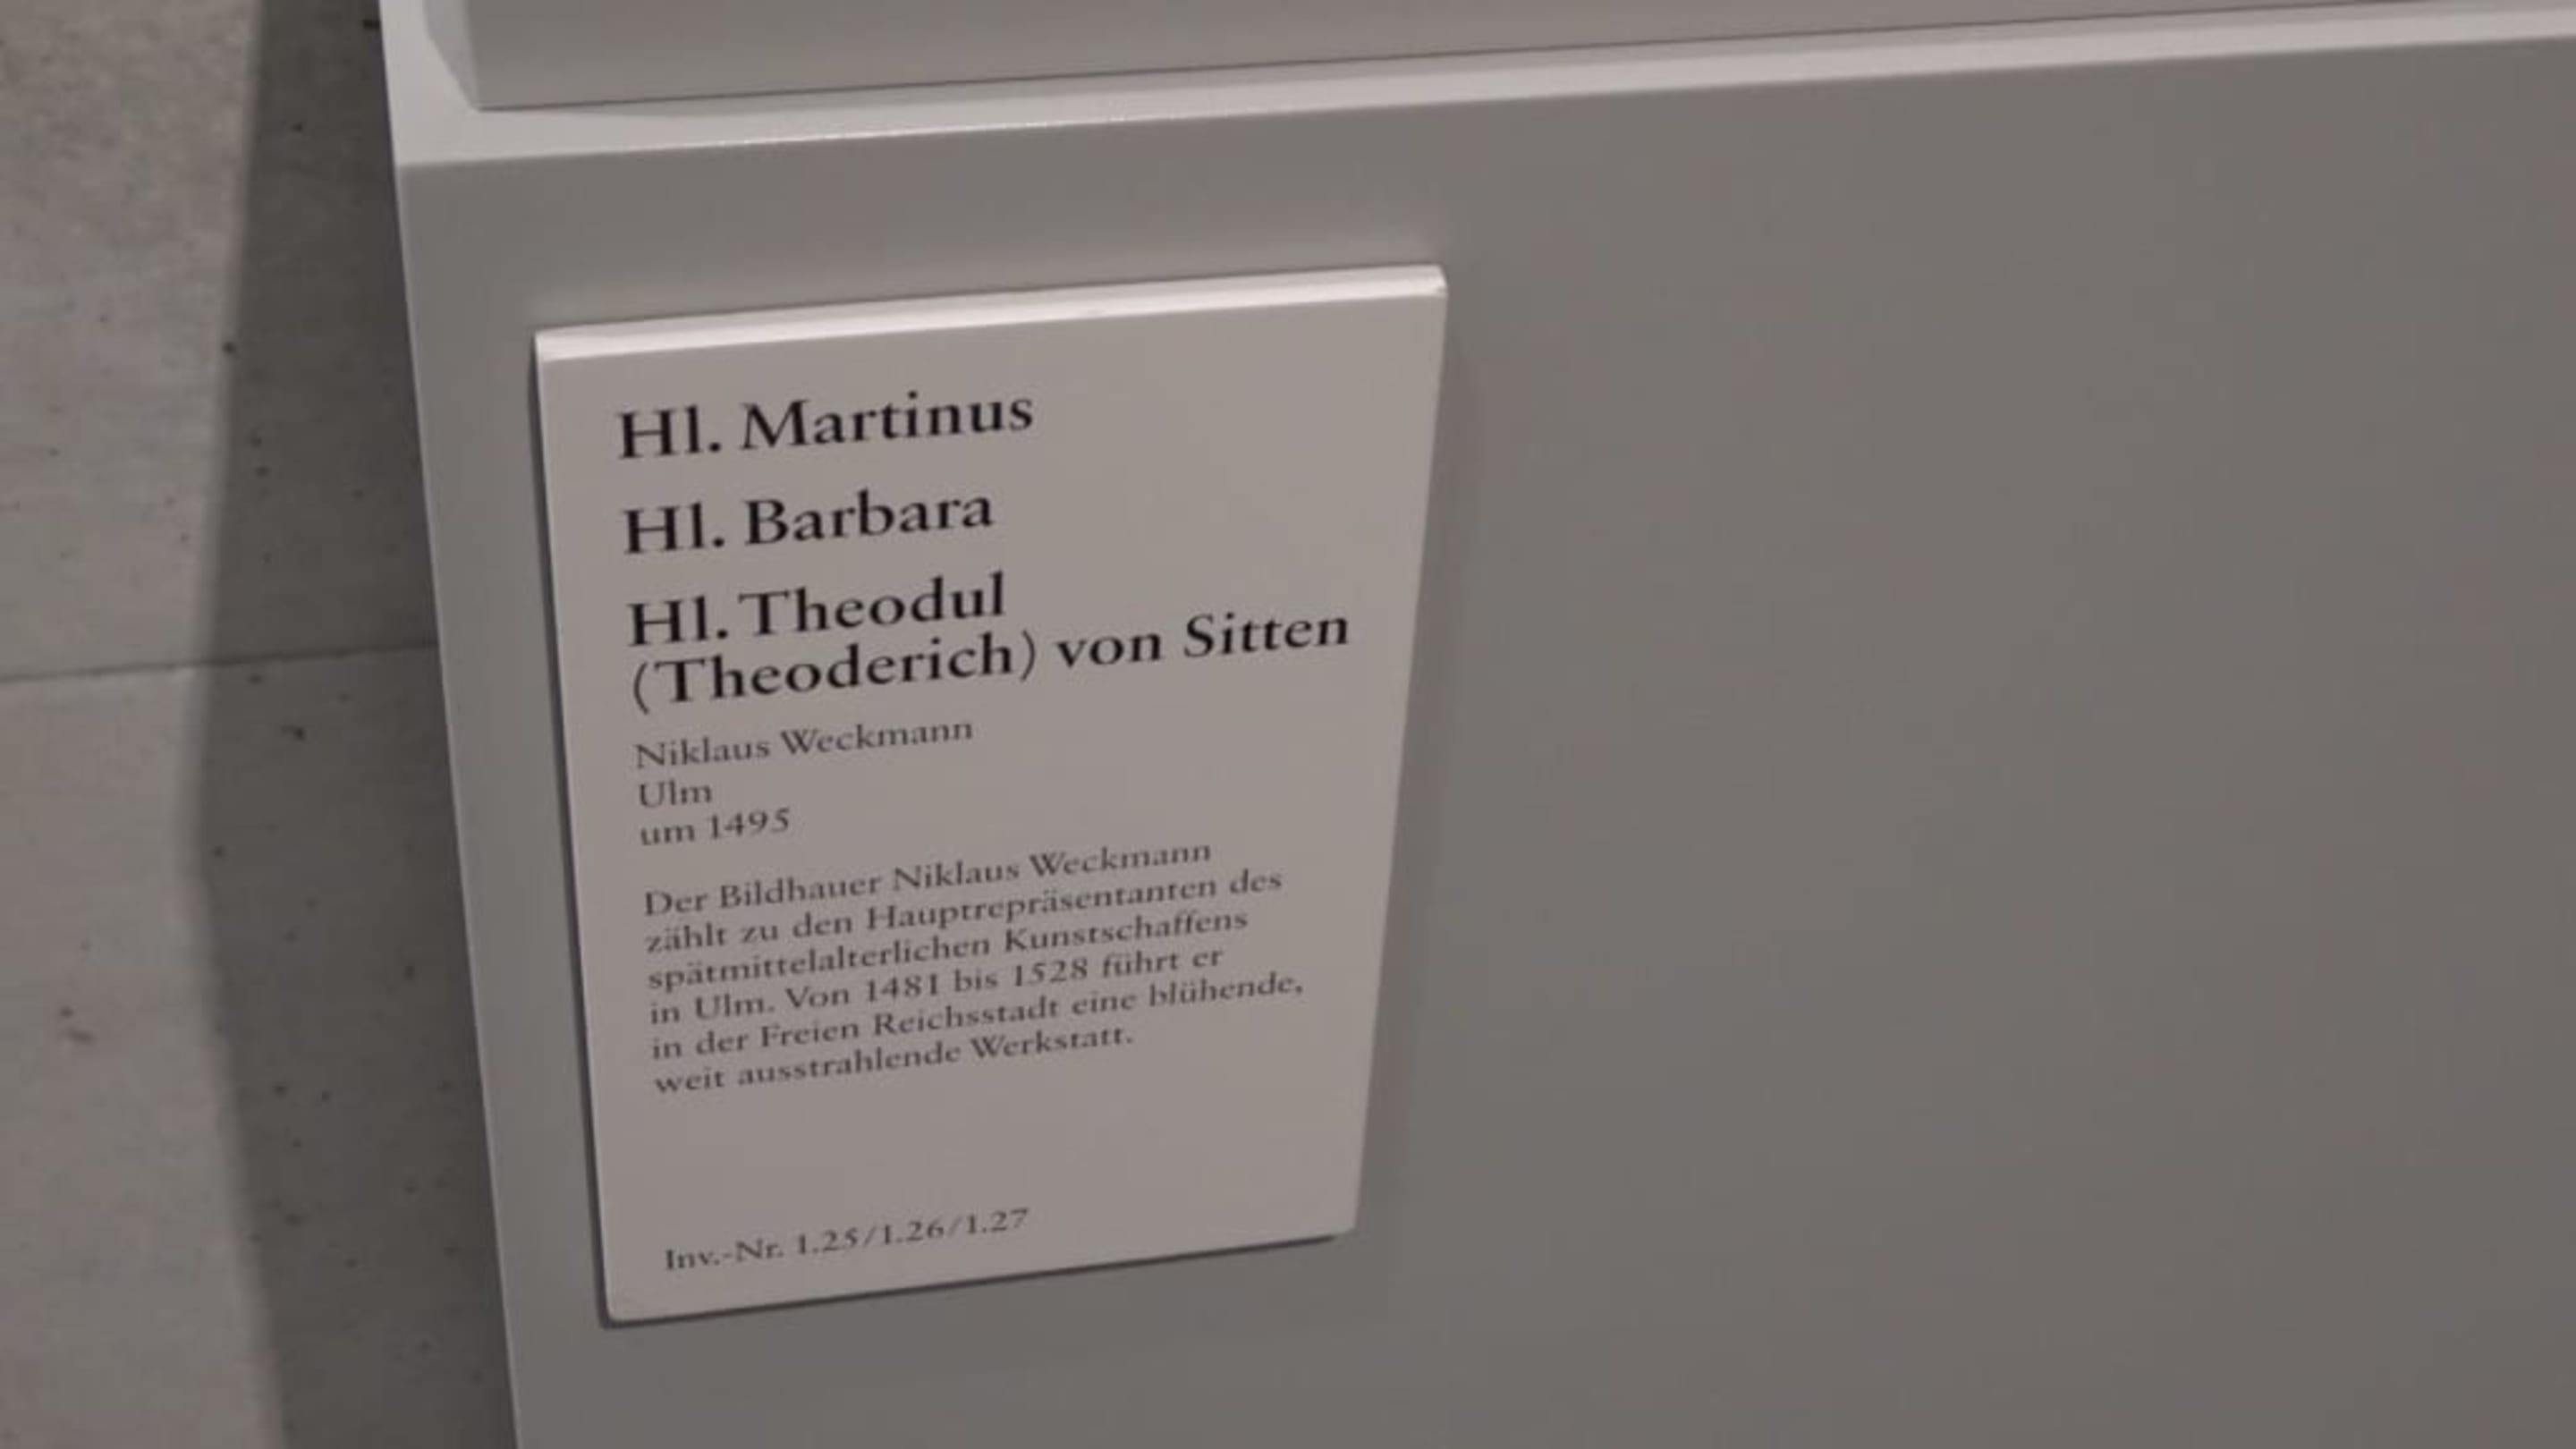 Hl. Martinus
Hl. Barbara
Hl. Theodul
(Theoderich) von Sitten
Niklaus Weckmann
Ulm
um 1495
Der Bildhauer Niklaus Weckmann
zählt zu den Hauptrepräsentanten des
spätmittelalterlichen Kunstschaffens
in Ulm. Von 1481 bis 1528 führt er
in der Freien Reichsstadt eine blühende,
weit ausstrahlende Werkstatt.
Inv.-Nr. 1.25/1.26/1.27